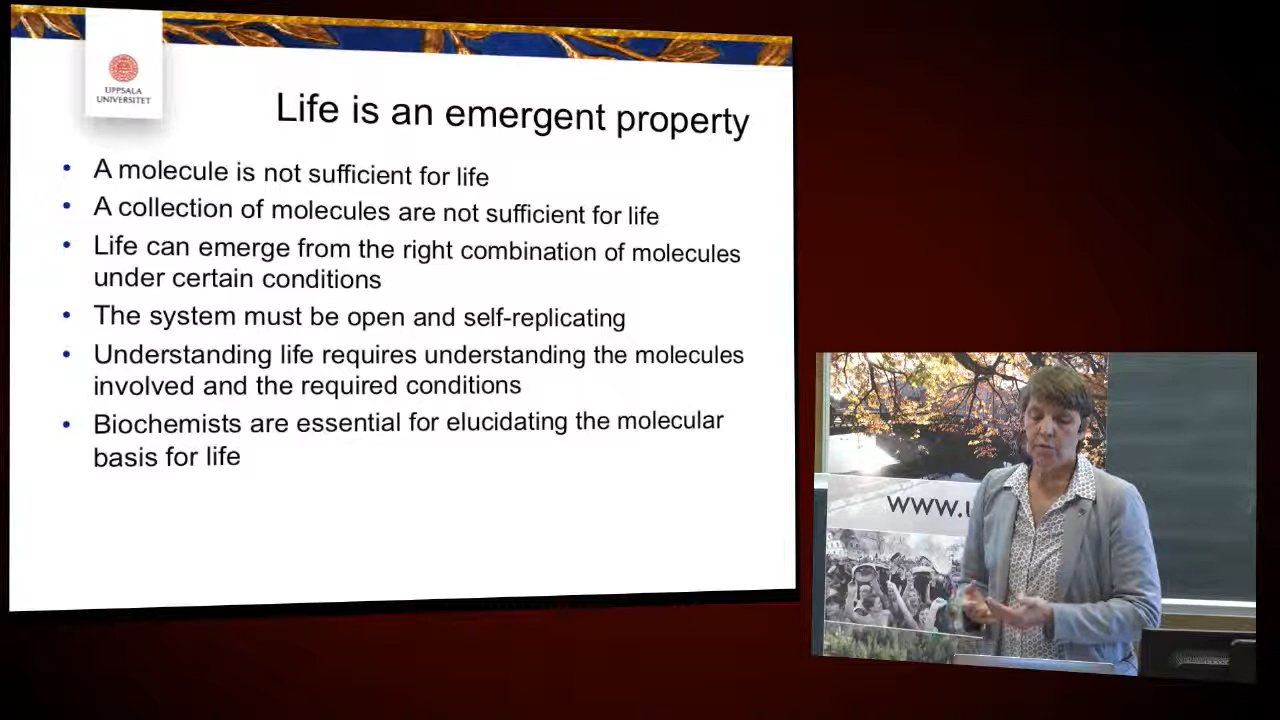 UPPSALA
UNIVERSITET
Life is an emergent property
• A molecule is not sufficient for life
• A collection of molecules are not sufficient for life
• Life can emerge from the right combination of molecules
under certain conditions
• The system must be open and self-replicating
• Understanding life requires understanding the molecules
involved and the required conditions
• Biochemists are essential for elucidating the molecular
basis for life
www.u